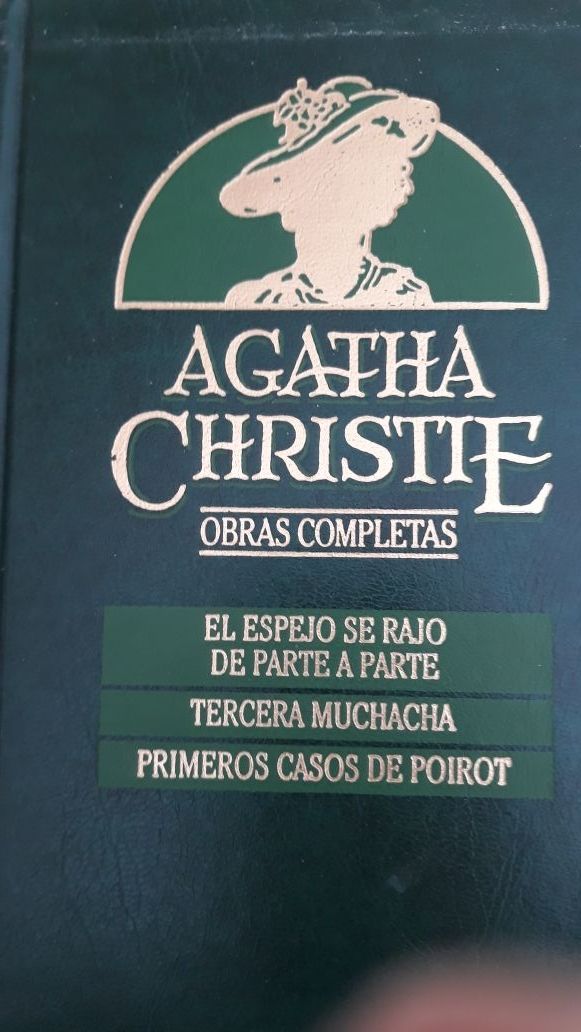 AGATHA
CHRISTIE
OBRAS COMPLETAS
EL ESPEJO SE RAJO
DE PARTE A PARTE
TERCERA MUCHACHA
PRIMEROS CASOS DE POIROT